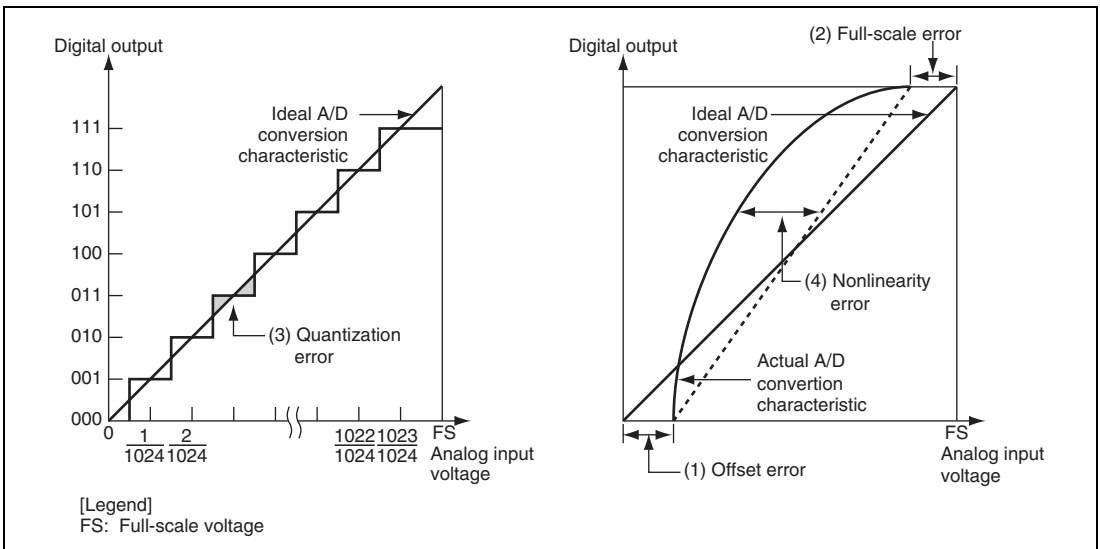 Digital output
Ideal A/D
conversion
characteristic
111
110
101
100
011
010
001
000
(3) Quantization
error
0
1
1024
2
1024
1022
1024
1023
1024
FS
Analog input
voltage
[Legend]
FS: Full-scale voltage
Digital output
(2) Full-scale error
Ideal A/D
conversion
characteristic
(4) Nonlinearity
error
Actual A/D
convertion
characteristic
FS
Analog input
voltage
(1) Offset error